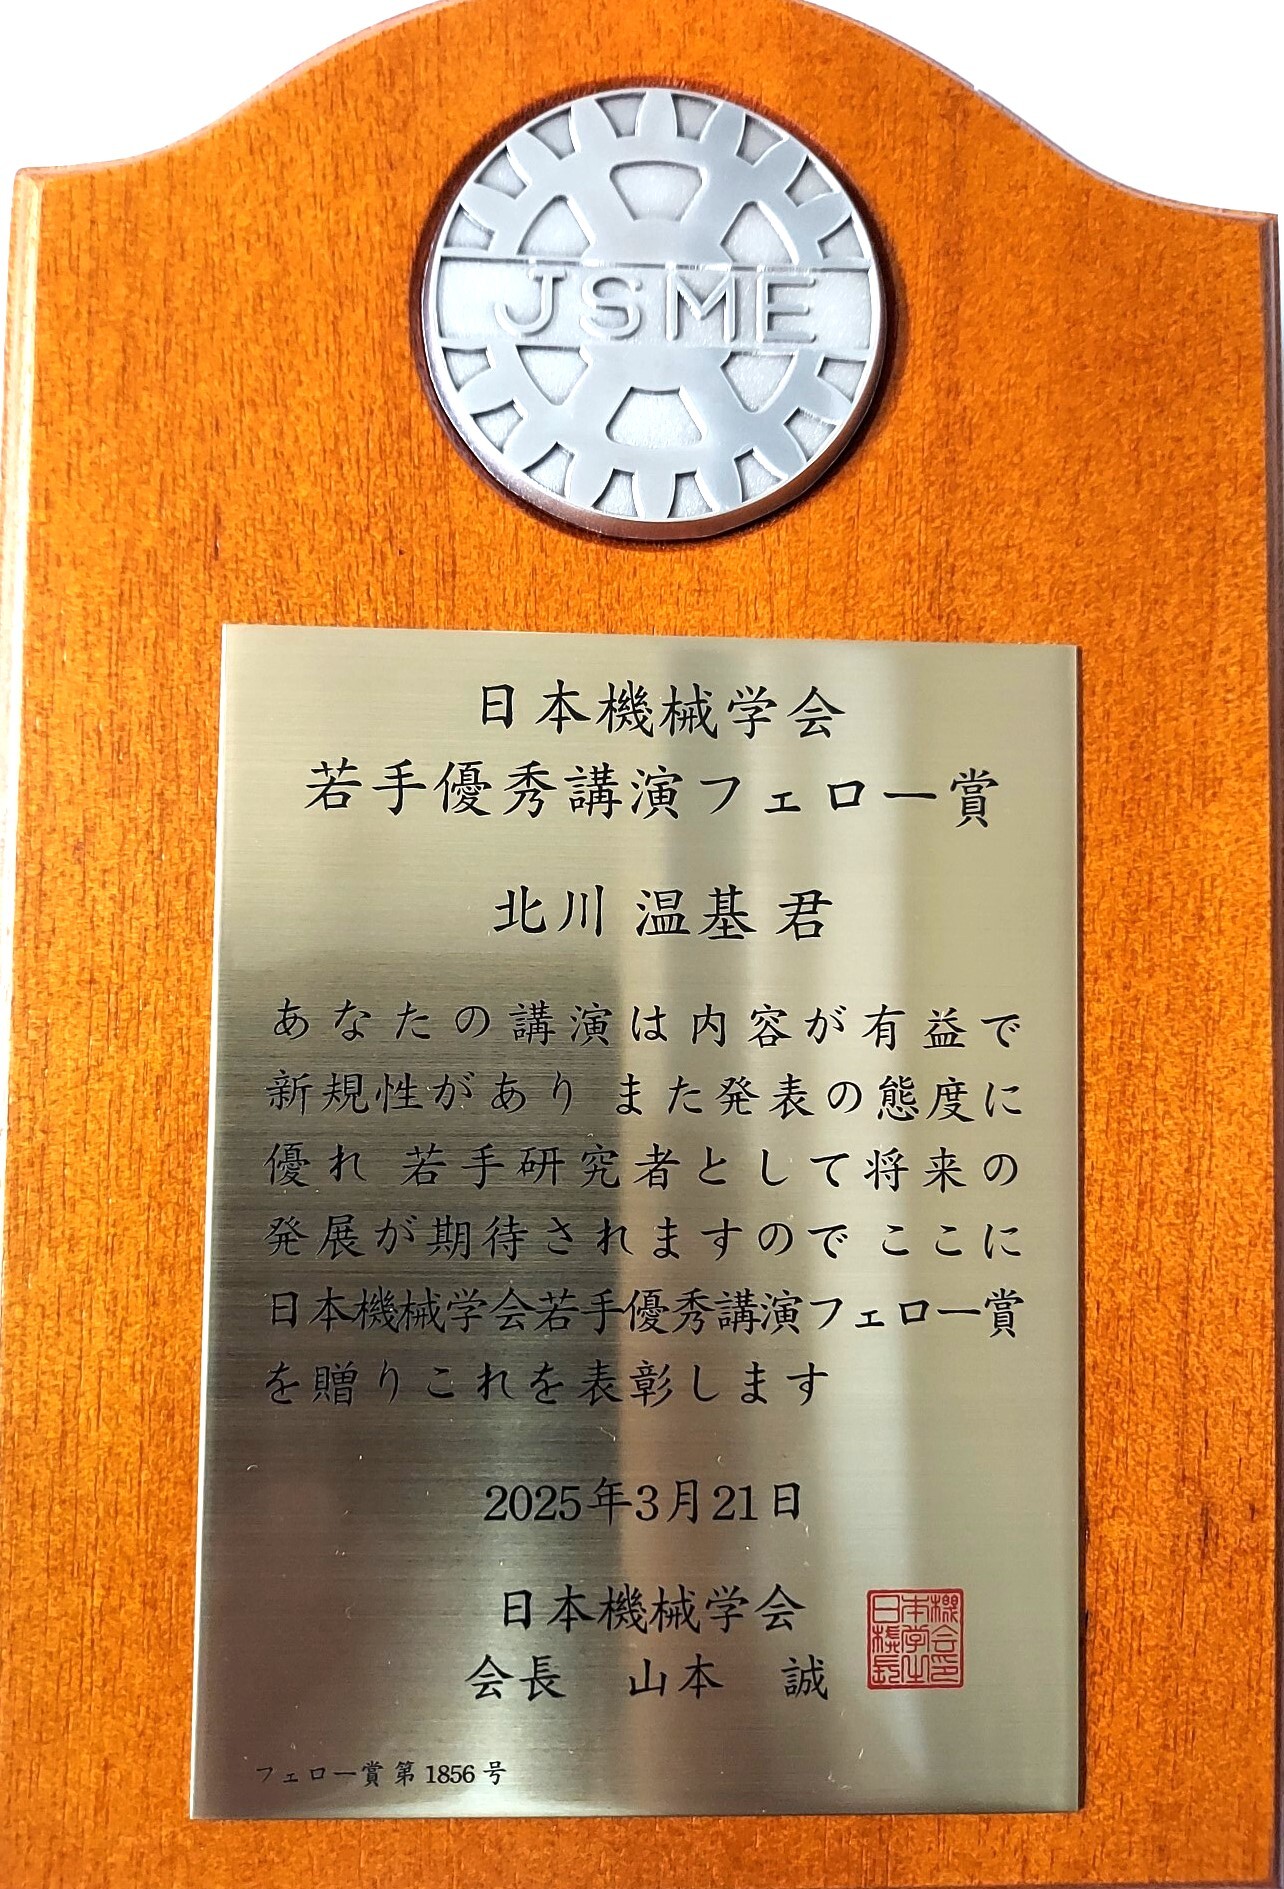 JSME
日本機械学会
若手優秀講演フェロー賞
北川 温基 君
あなたの講演は内容が有益で
新規性があり また発表の態度に
優れ 若手研究者として将来の
発展が期待されますので ここに
日本機械学会若手優秀講演フェロー賞
を贈りこれを表彰します
2025年3月21日
日本機械学会
会長 山本 誠
フェロー賞 第 1856 号